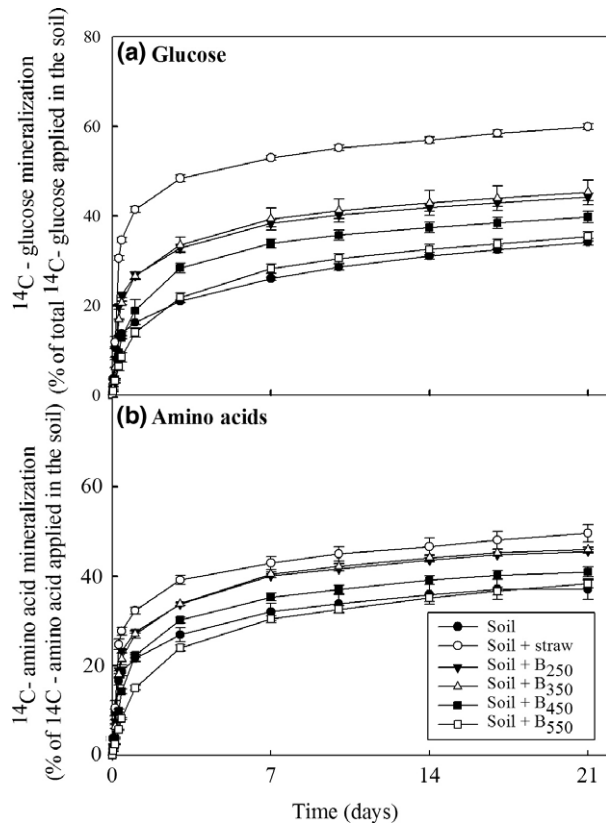 (a) Glucose
¹⁴C - glucose mineralization
(% of total ¹⁴C- glucose applied in the soil)
80
60
40
20
0
(b) Amino acids
¹⁴C- amino acid mineralization
(% of 14C - amino acid applied in the soil)
60
40
20
0
Soil
Soil + straw
Soil + B₂₅₀
Soil + B₃₅₀
Soil + B₄₅₀
Soil + B₅₅₀
0 7 14 21
Time (days)